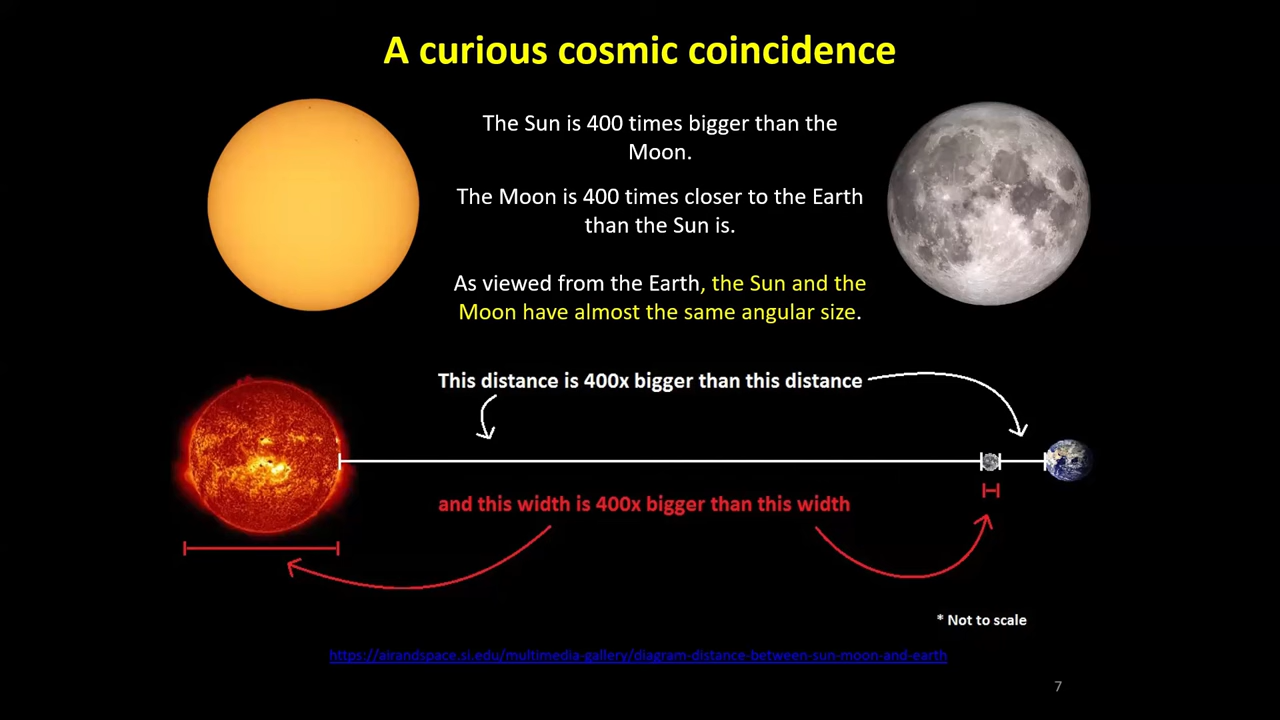 A curious cosmic coincidence
The Sun is 400 times bigger than the
Moon.
The Moon is 400 times closer to the Earth
than the Sun is.
As viewed from the Earth, the Sun and the
Moon have almost the same angular size.
This distance is 400x bigger than this distance
and this width is 400x bigger than this width
* Not to scale
https://airandspace.si.edu/multimedia-gallery/diagram-distance-between-sun-moon-and-earth
7